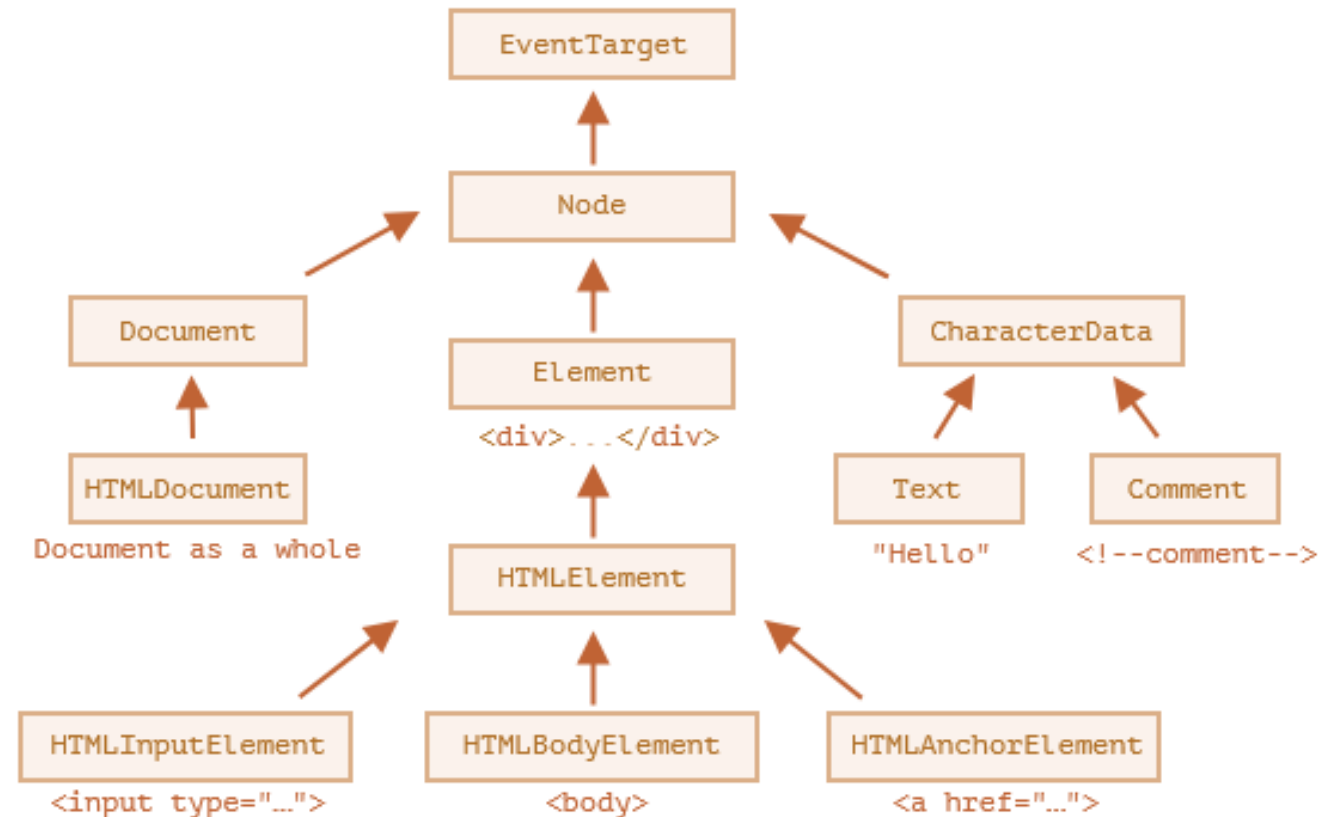 EventTarget
Node
Document
Element
CharacterData
<div>...</div>
HTMLDocument
Text
Comment
Document as a whole
"Hello"
<!--comment-->
HTMLElement
HTMLInputElement
HTMLBodyElement
HTMLAnchorElement
<input type="…">
<body>
<a href="…">